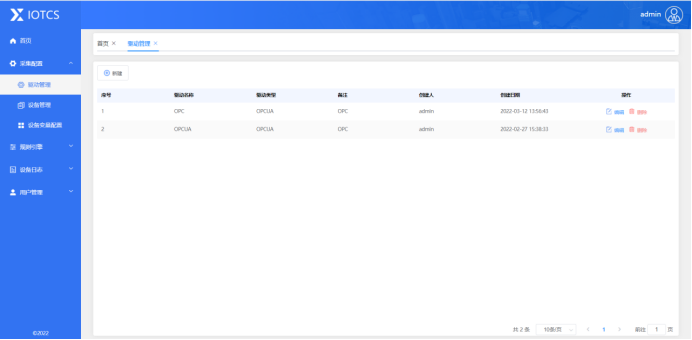 IOTCS
admin
首页
采集配置
驱动管理
设备管理
设备变量配置
规则引擎
设备日志
用户管理
©2022
首页 × 驱动管理 ×
新建
序号 驱动名称 驱动类型 备注 创建人 创建日期 操作
1 OPC OPCUA OPC admin 2022-03-12 13:56:43 编辑 删除
2 OPCUA OPCUA OPC admin 2022-02-27 15:38:33 编辑 删除
共 2 条 10条/页 < 1 > 前往 1 页